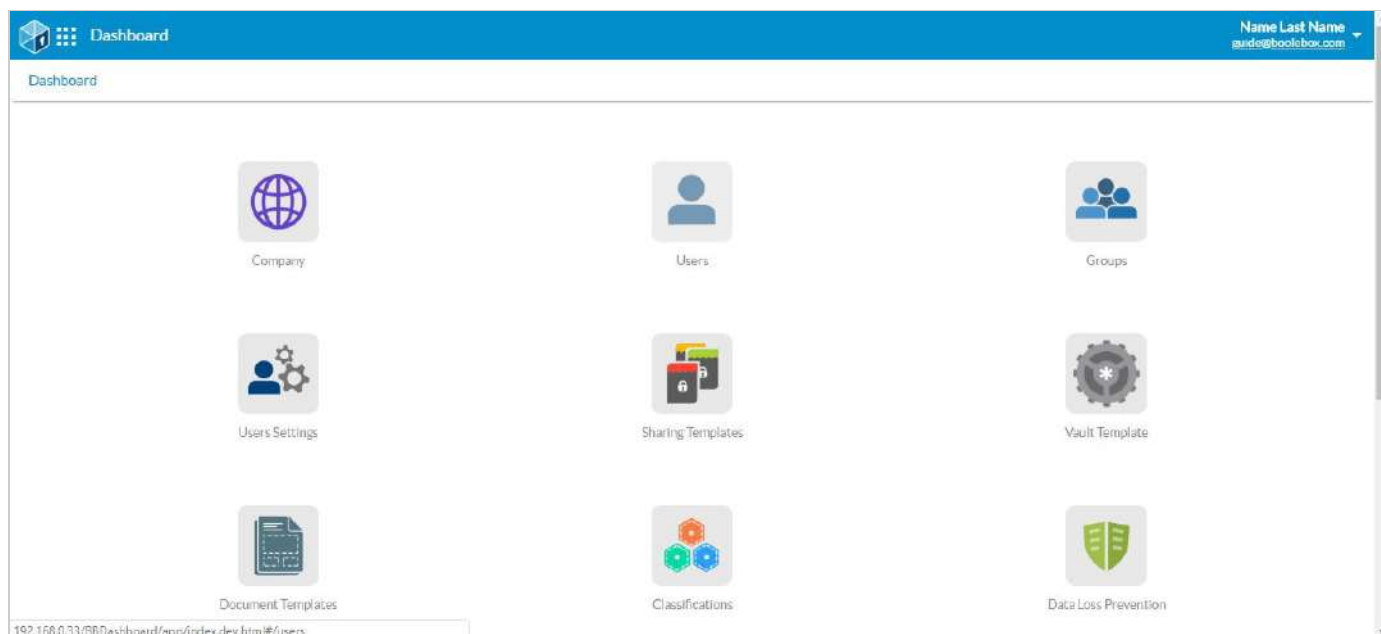 Dashboard
Name Last Name
guide@boolebox.com
Dashboard
Company
Users
Groups
Users Settings
Sharing Templates
Vault Template
Document Templates
Classifications
Data Loss Prevention
192.168.0.33/BBDashboard/app/index.dev.html#/users